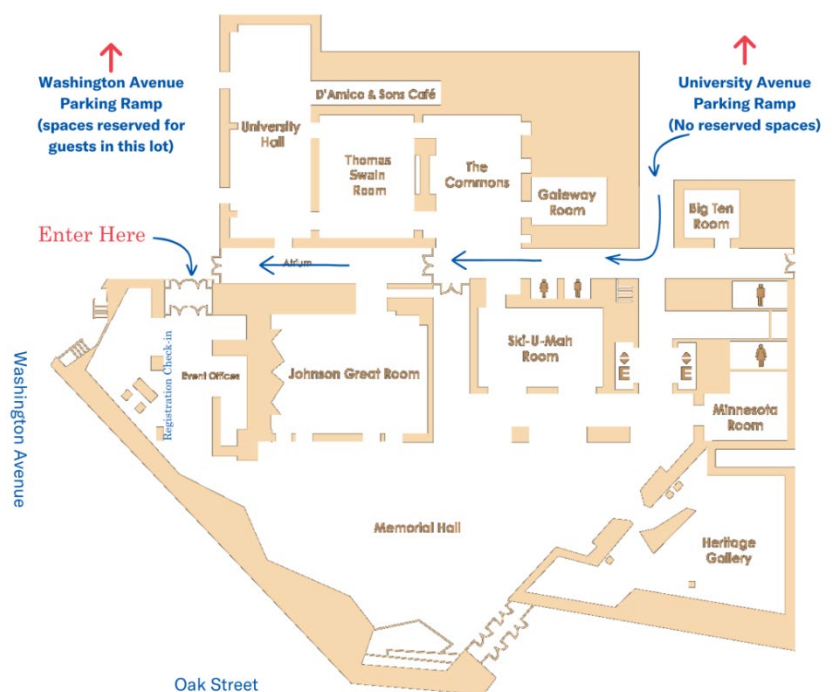 Washington Avenue
Parking Ramp
(spaces reserved for
guests in this lot)
University Avenue
Parking Ramp
(No reserved spaces)
D'Amico & Sons Café
University
Hall
Thomas
Swain
Room
The
Commons
Gateway
Room
Big Ten
Room
Enter Here
Atrium
Washington Avenue
Registration Check-in
Event Offices
Johnson Great Room
Ski-U-Mah
Room
E
E
Minnesota
Room
Memorial Hall
Heritage
Gallery
Oak Street